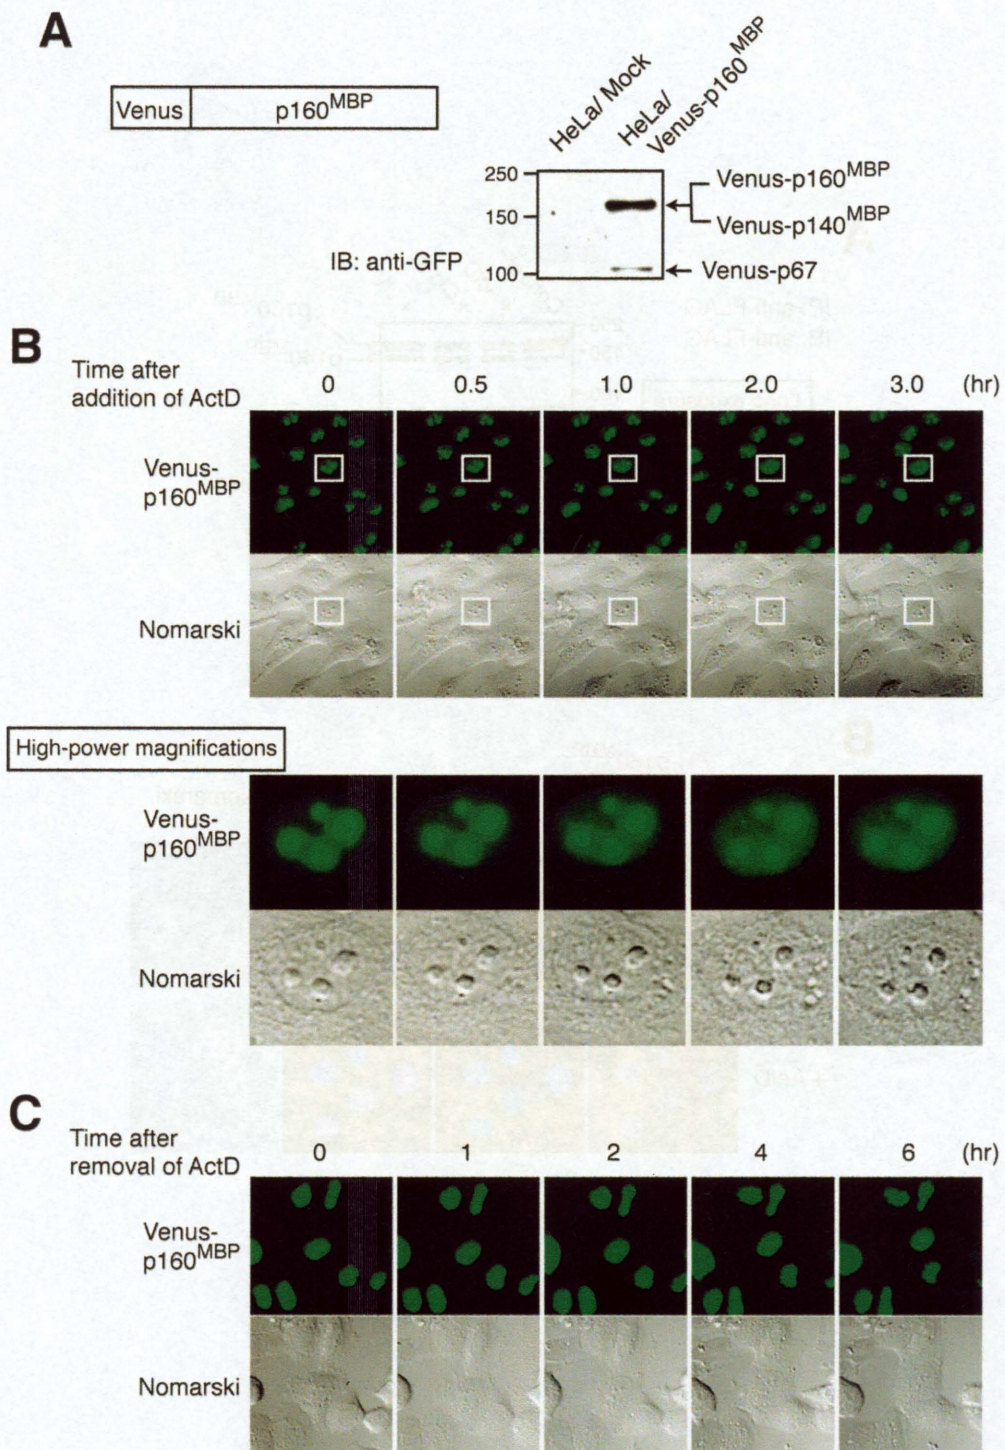 A
Venus p160MBP
HeLa/ Mock
HeLa/
Venus-p160MBP
250
150
100
IB: anti-GFP
Venus-p160MBP
Venus-p140MBP
Venus-p67
B
Time after
addition of ActD
0 0.5 1.0 2.0 3.0 (hr)
Venus-
p160MBP
Nomarski
High-power magnifications
Venus-
p160MBP
Nomarski
C
Time after
removal of ActD
0 1 2 4 6 (hr)
Venus-
p160MBP
Nomarski